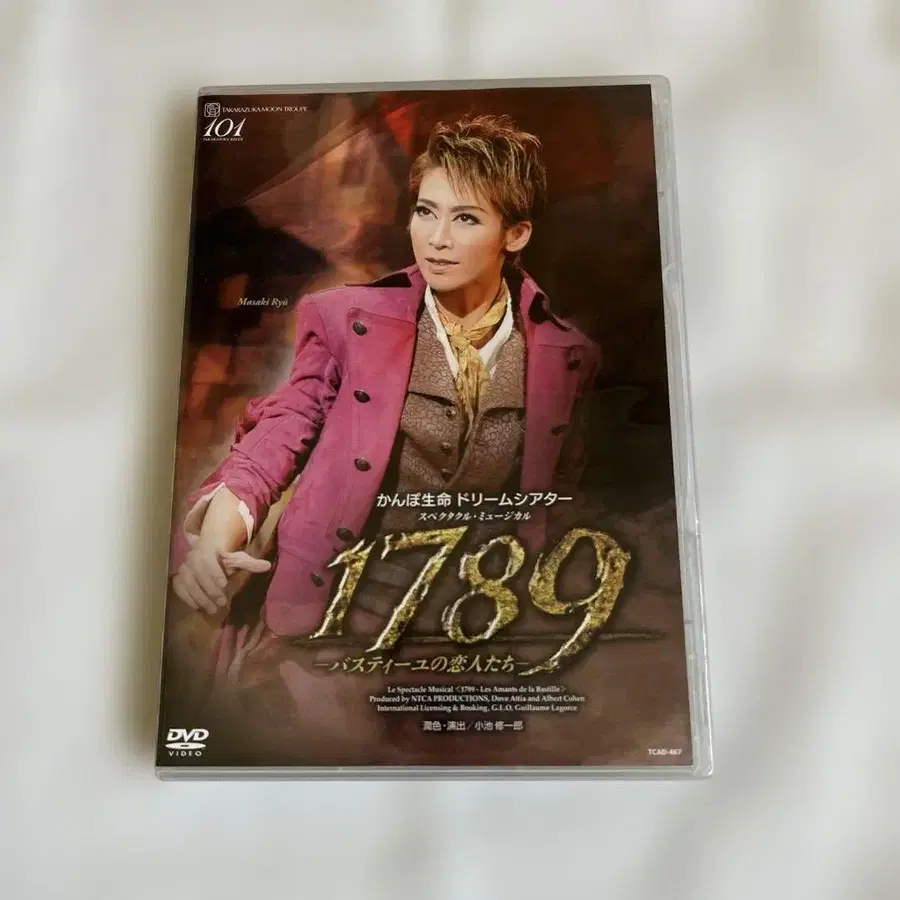 TAKARAZUKA MOON TROUPE
101
Masaki Ryū
かんぽ生命 ドリームシアター
スペクタクル・ミュージカル
1789
−バスティーユの恋人たち−
Le Spectacle Musical <1789 - Les Amants de la Bastille>
Produced by NTCA PRODUCTIONS, Dove Attia and Albert Cohen
International Licensing & Booking, G.L.O, Guillaume Lagorce
潤色・演出／小池 修一郎
DVD
VIDEO
TCAD-467